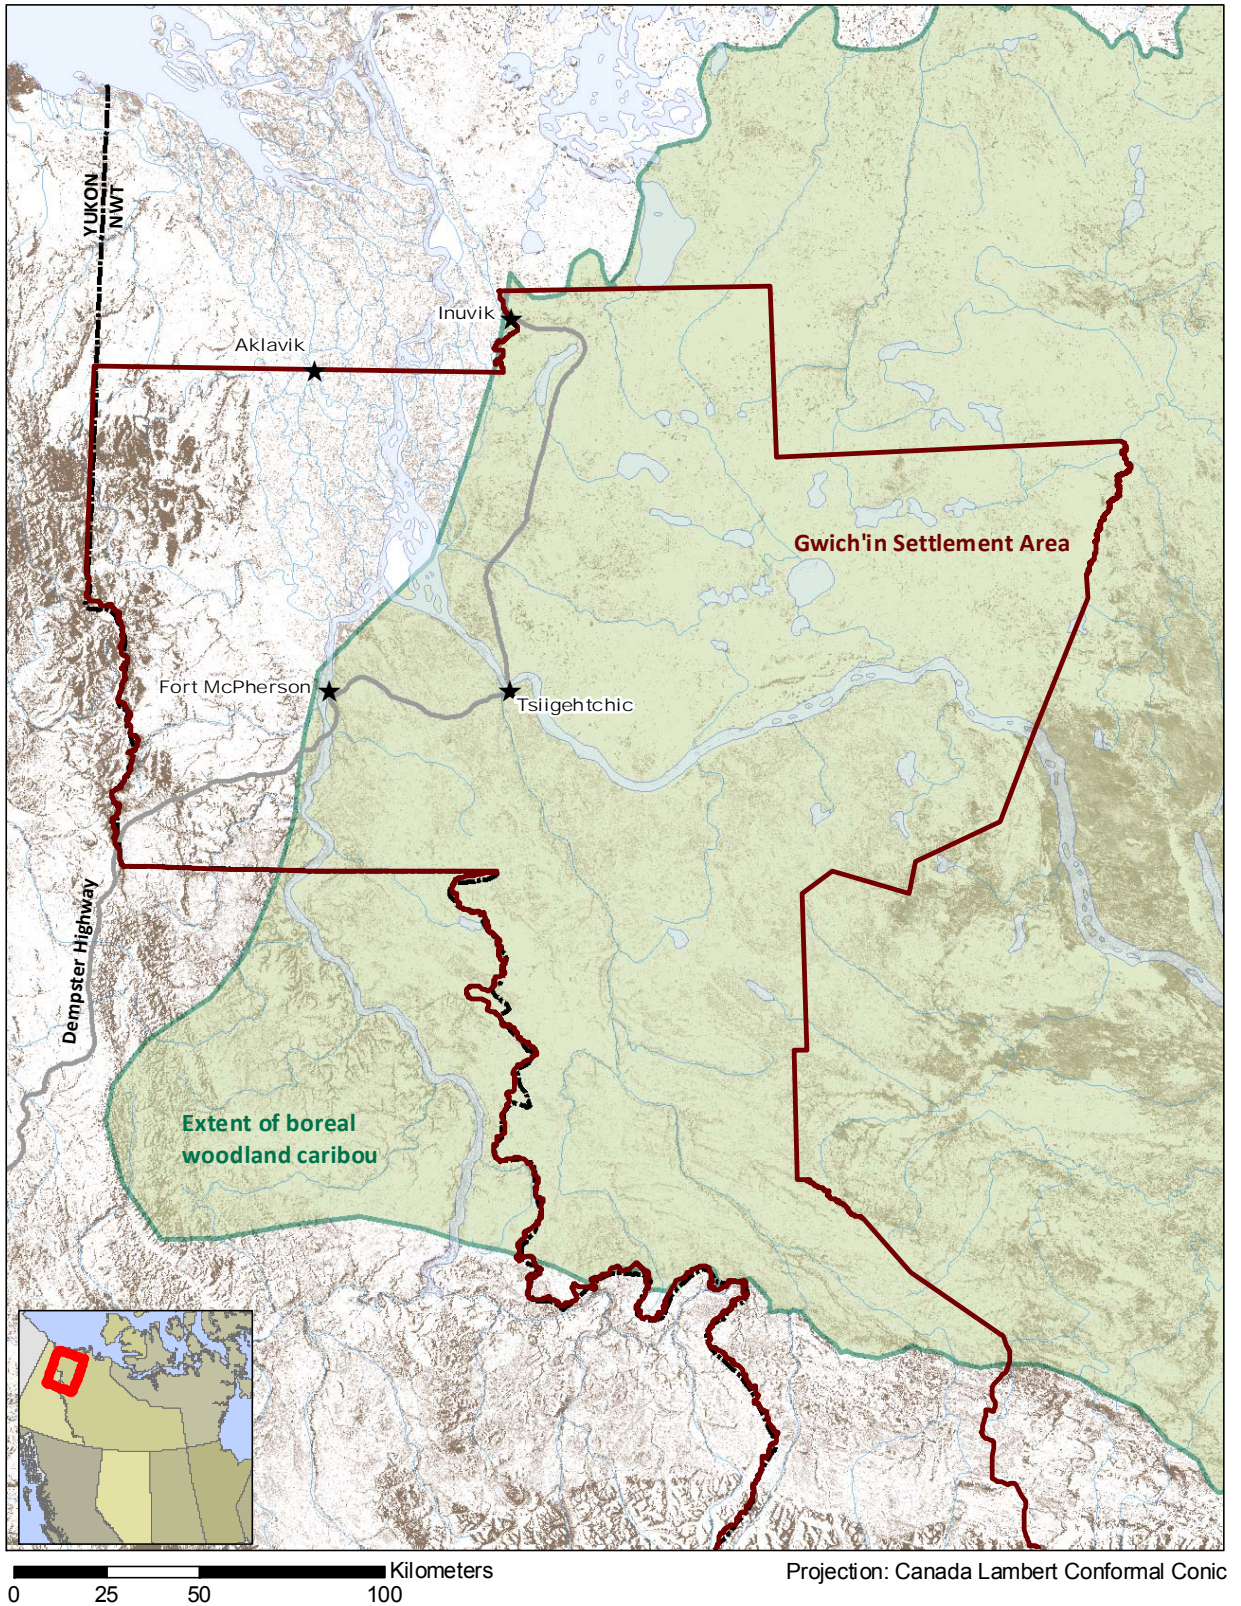 YUKON
NWT
Inuvik
Aklavik
Gwich'in Settlement Area
Fort McPherson
Tsiigehtchic
Dempster Highway
Extent of boreal
woodland caribou
Kilometers
0 25 50 100
Projection: Canada Lambert Conformal Conic